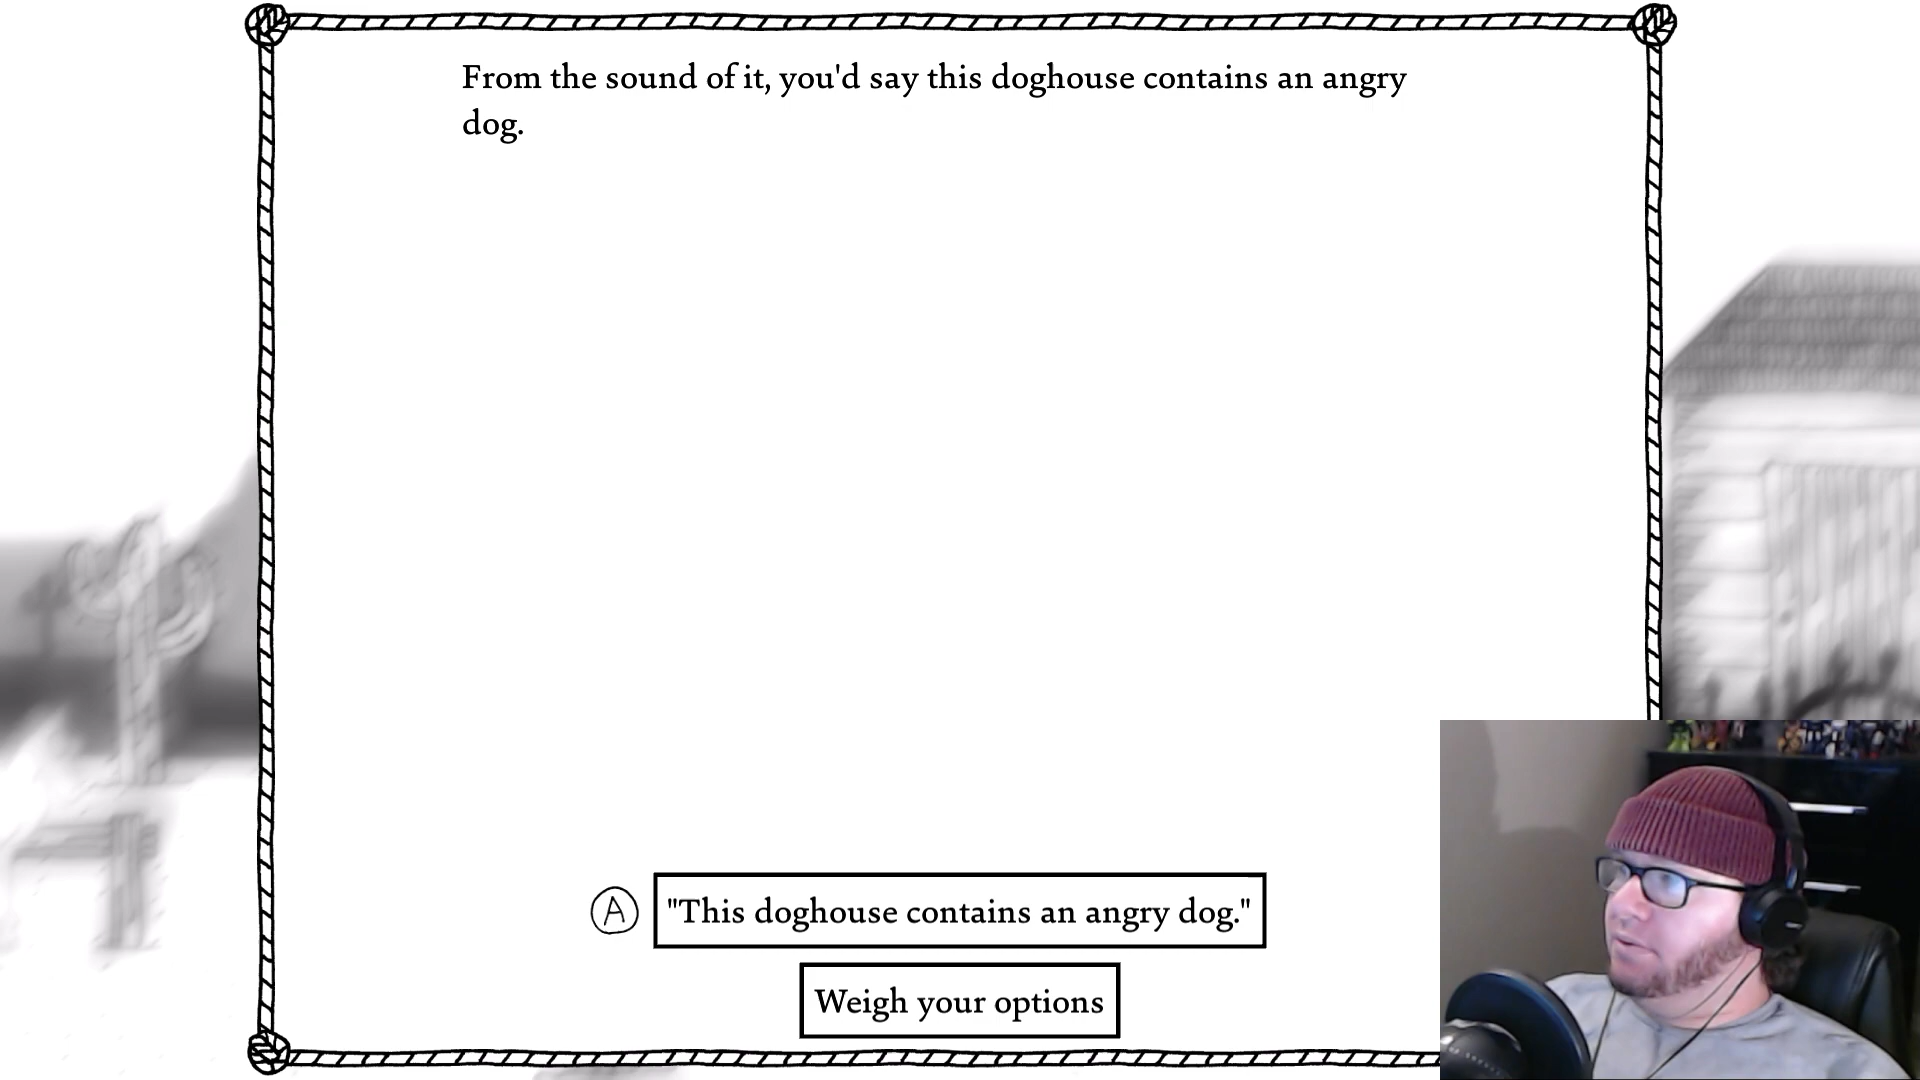 From the sound of it, you'd say this doghouse contains an angry
dog.
A "This doghouse contains an angry dog."
Weigh your options